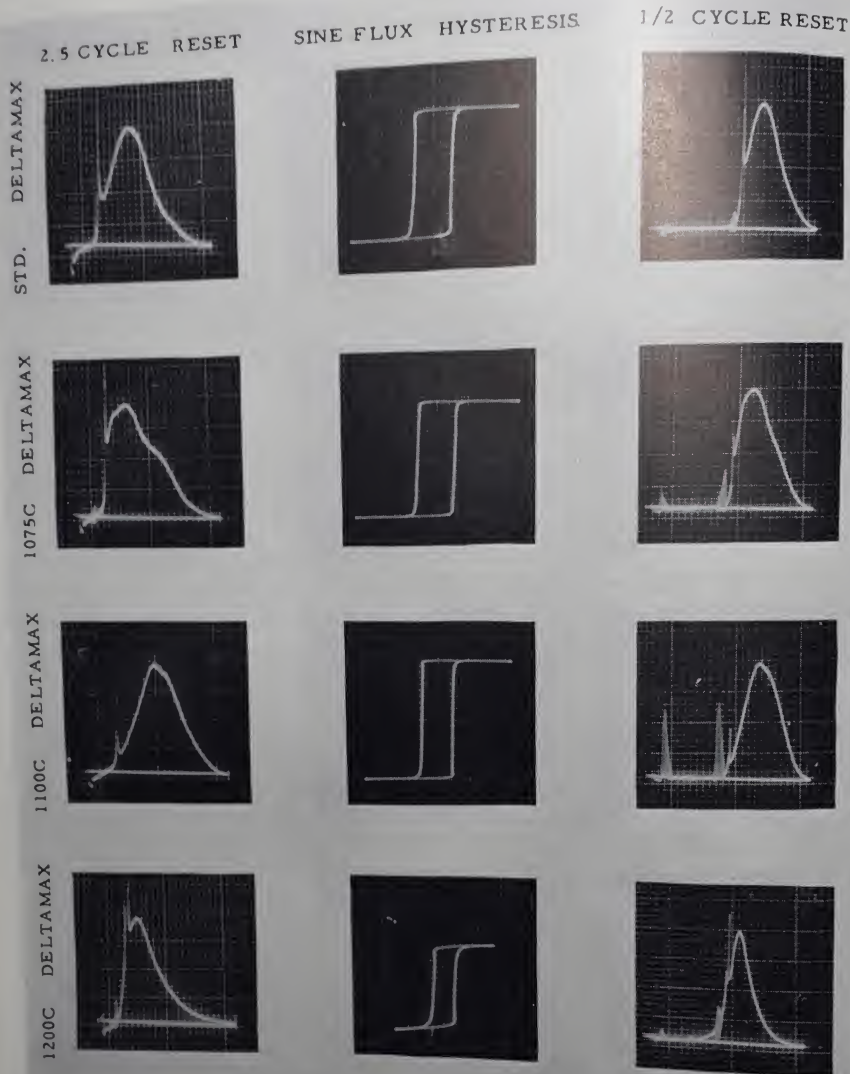 2.5 CYCLE RESET
SINE FLUX HYSTERESIS
1/2 CYCLE RESET
STD. DELTAMAX
1075C DELTAMAX
1100C DELTAMAX
1200C DELTAMAX